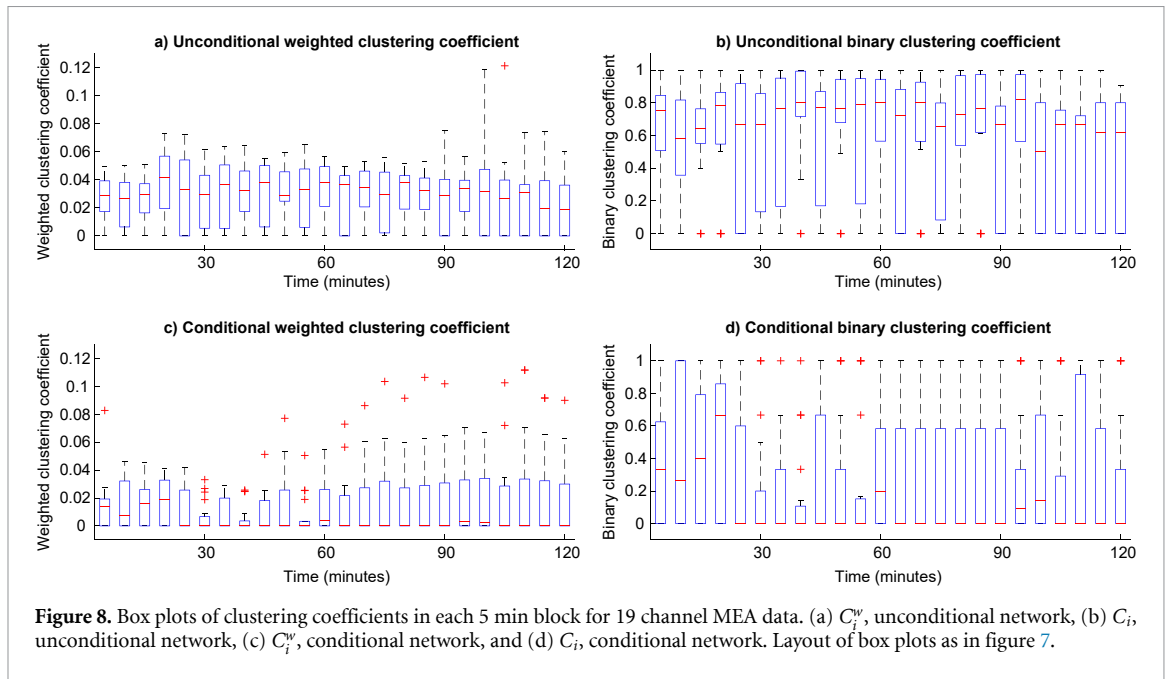 a) Unconditional weighted clustering coefficient
Weighted clustering coefficient
0.12
0.1
0.08
0.06
0.04
0.02
0
30 60 90 120
Time (minutes)
b) Unconditional binary clustering coefficient
Binary clustering coefficient
1
0.8
0.6
0.4
0.2
0
30 60 90 120
Time (minutes)
c) Conditional weighted clustering coefficient
Weighted clustering coefficient
0.12
0.1
0.08
0.06
0.04
0.02
0
30 60 90 120
Time (minutes)
d) Conditional binary clustering coefficient
Binary clustering coefficient
1
0.8
0.6
0.4
0.2
0
30 60 90 120
Time (minutes)
Figure 8. Box plots of clustering coefficients in each 5 min block for 19 channel MEA data. (a) C_i^w, unconditional network, (b) C_i,
unconditional network, (c) C_i^w, conditional network, and (d) C_i, conditional network. Layout of box plots as in figure 7.